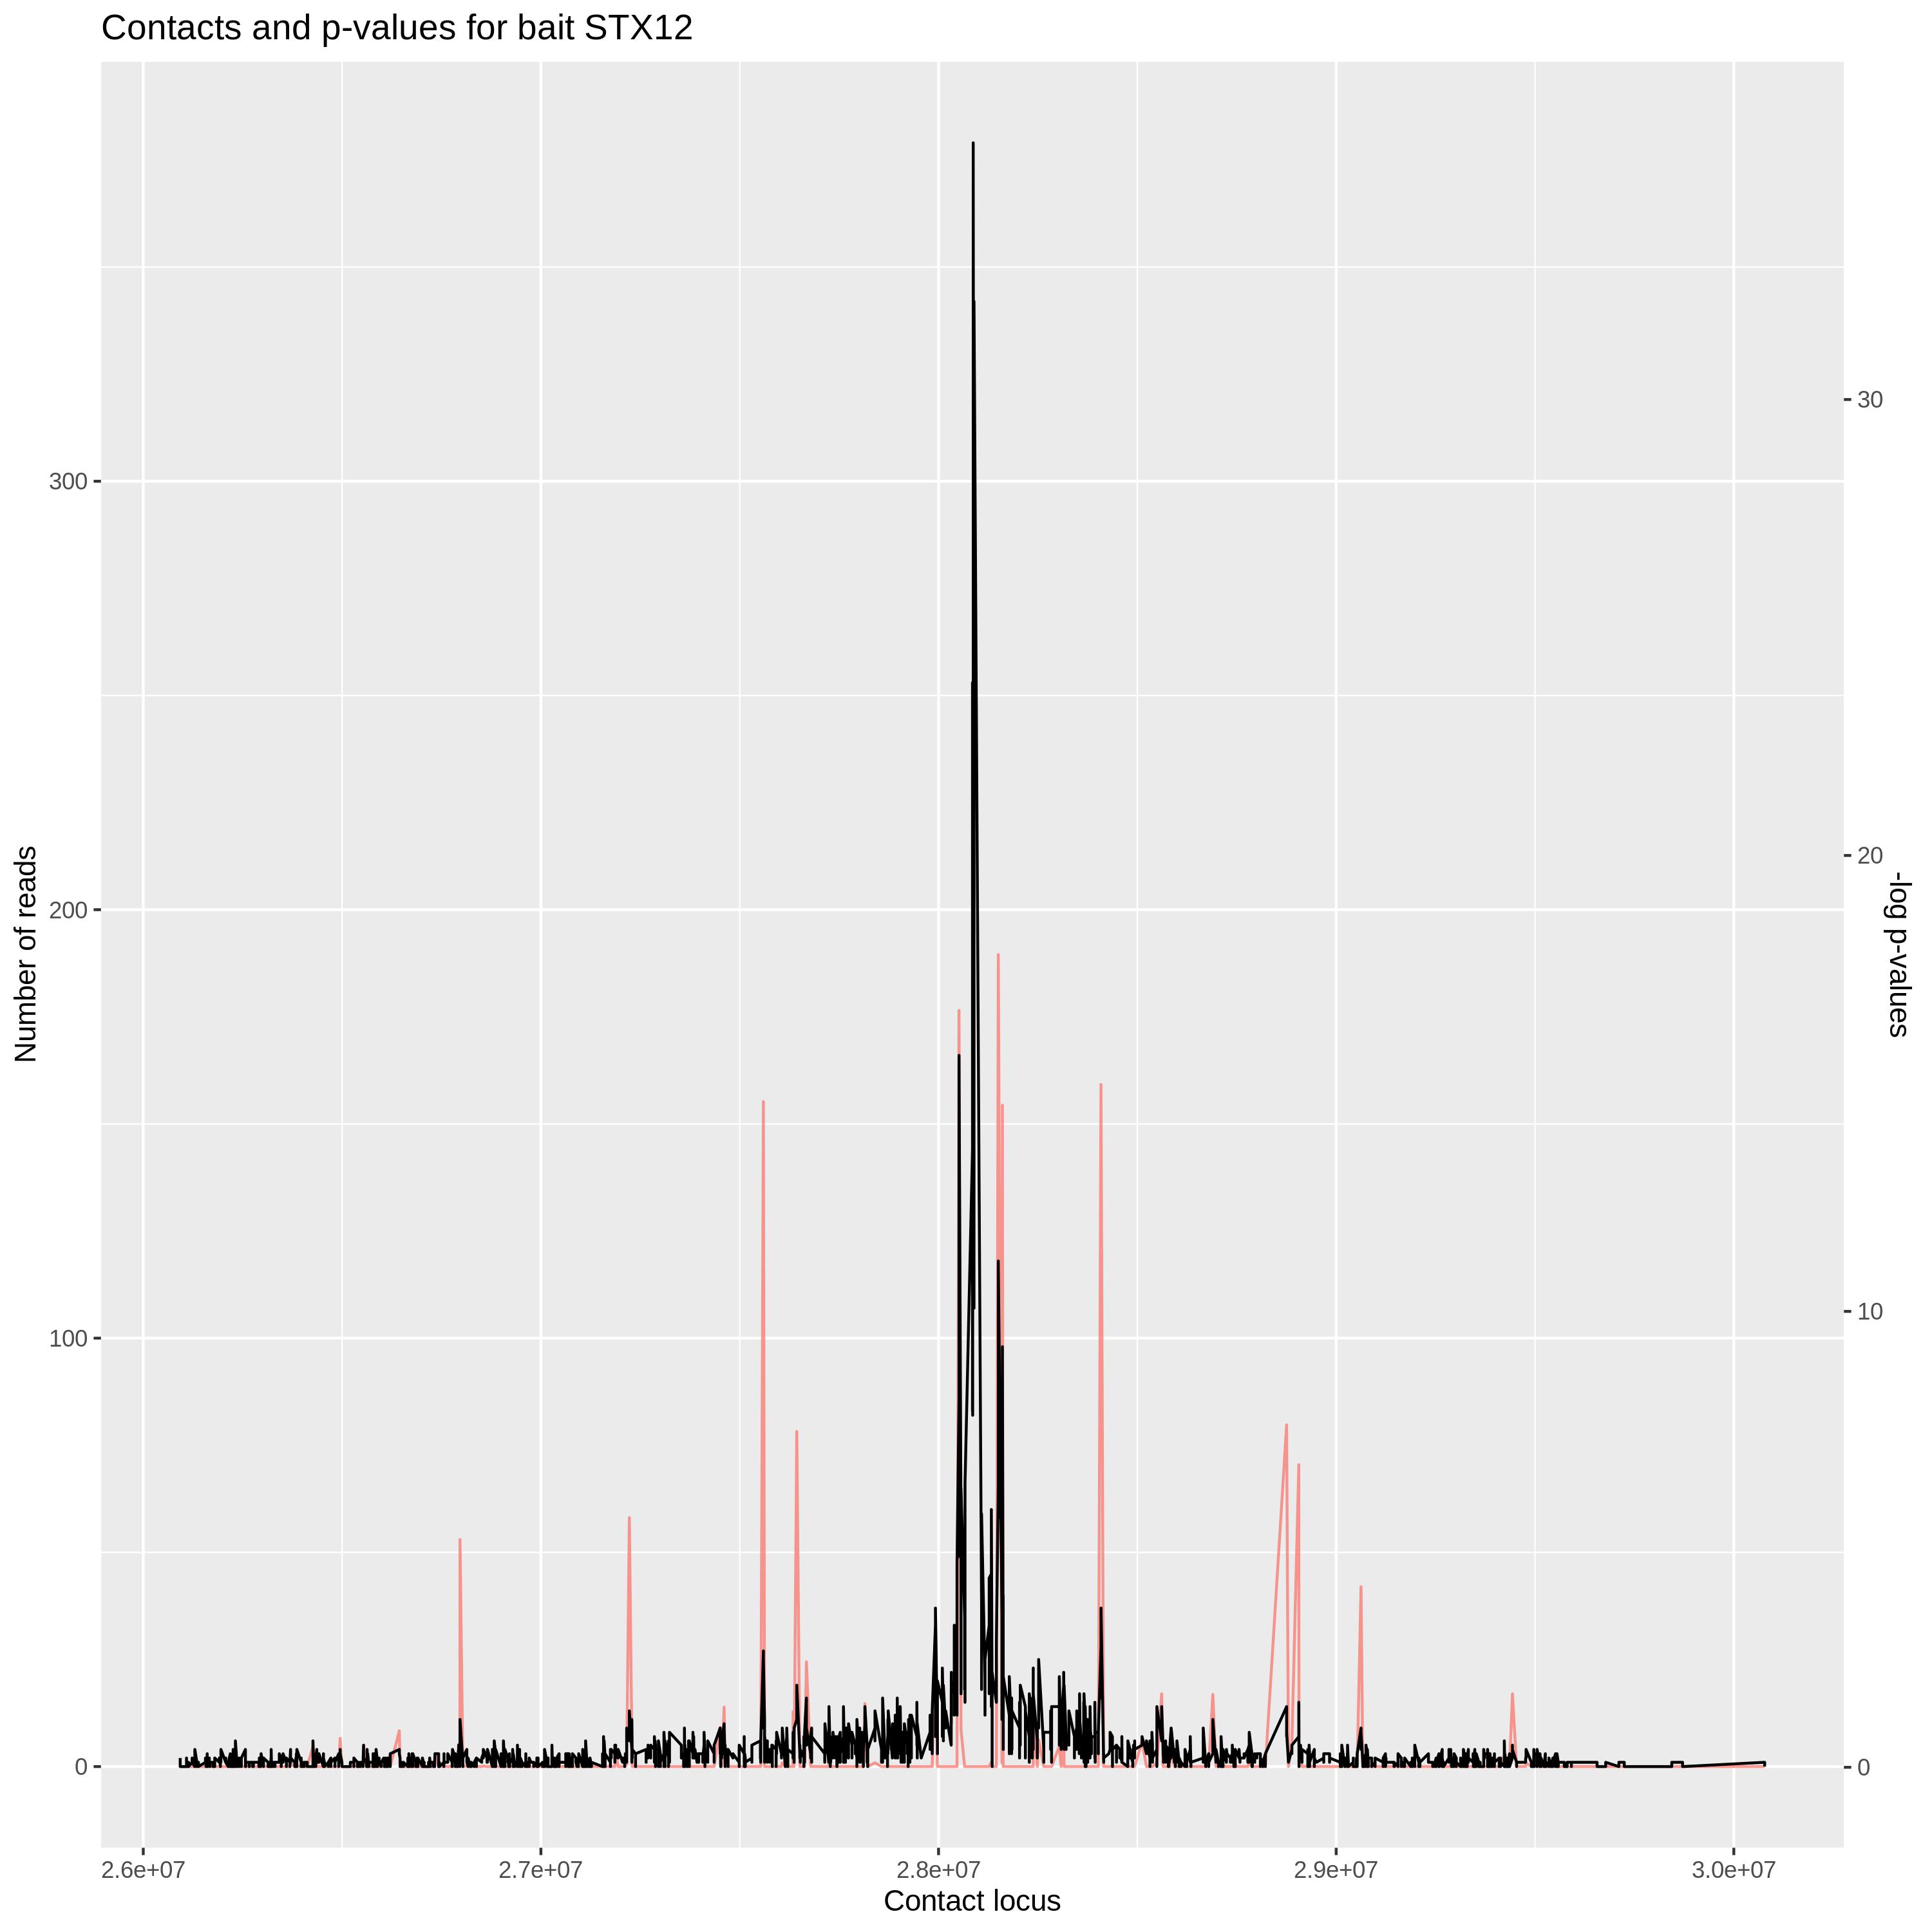 Contacts and p-values for bait STX12
300
200
100
0
Number of reads
30
20
10
0
-log p-values
2.6e+07 2.7e+07 2.8e+07 2.9e+07 3.0e+07
Contact locus